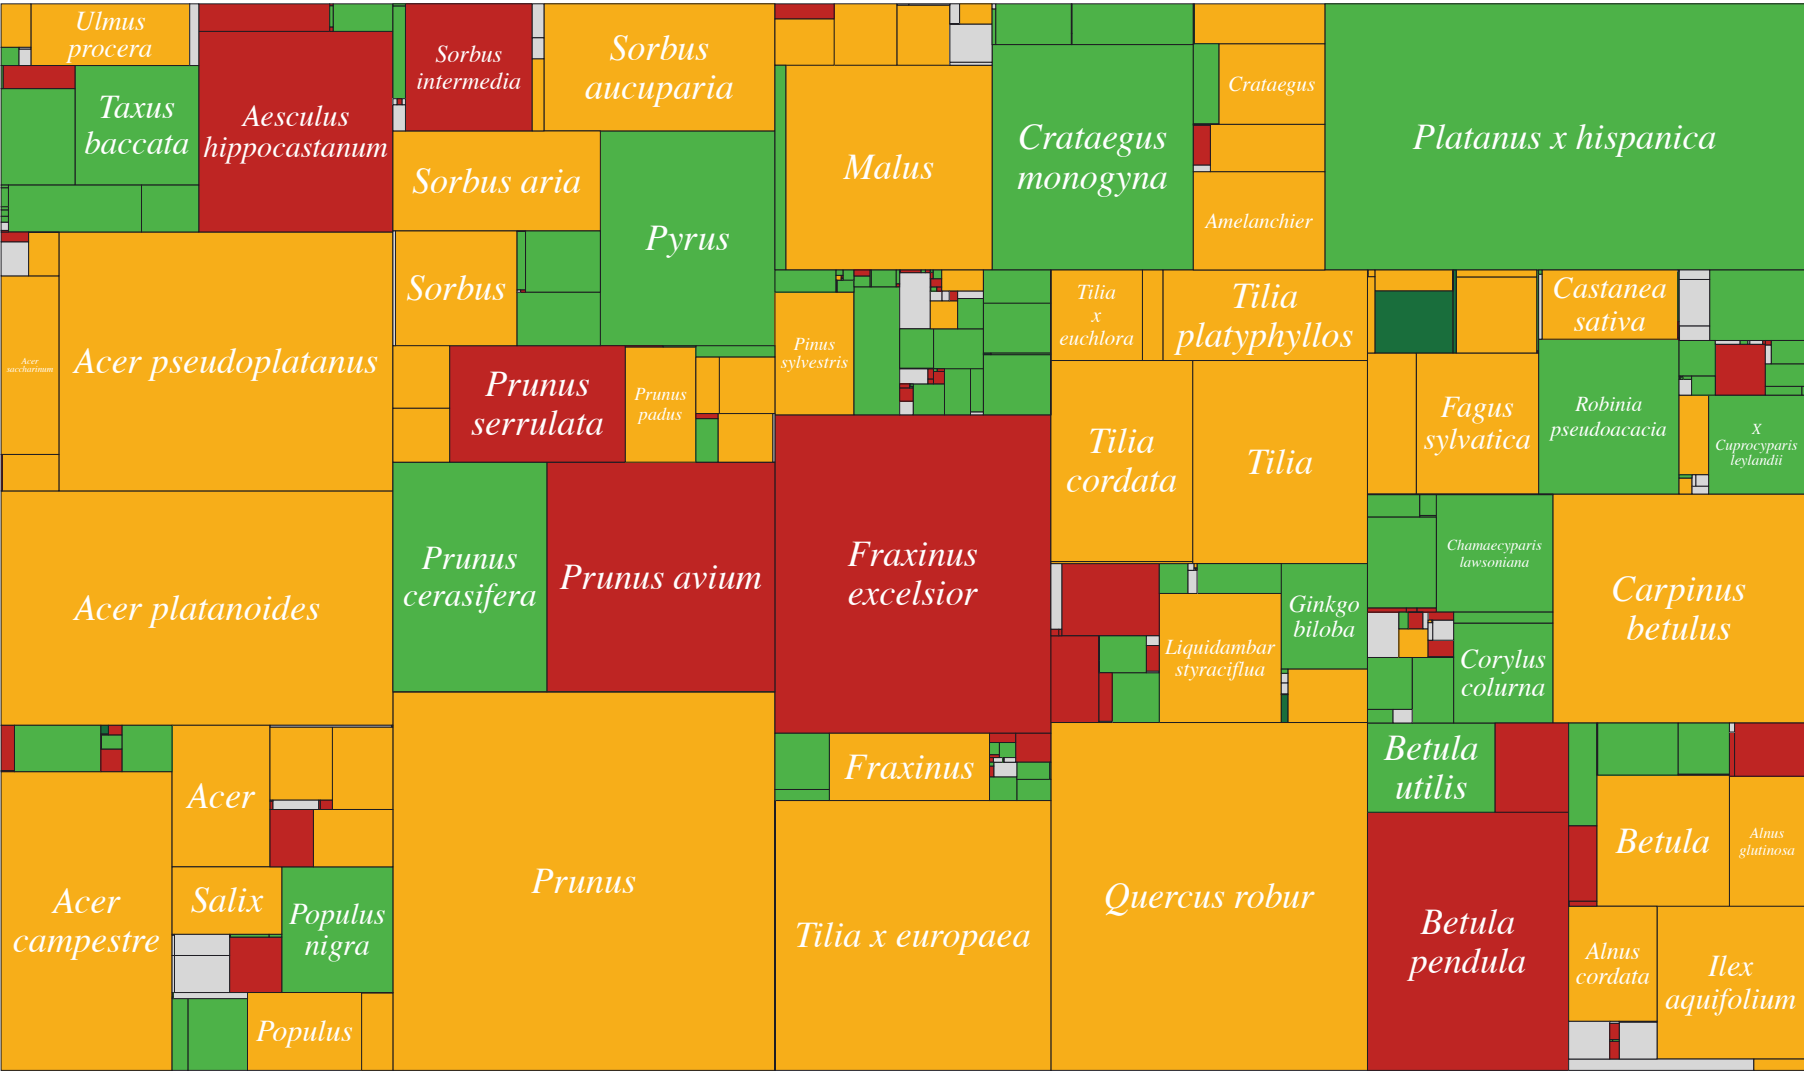 Ulmus
procera
Taxus
baccata
Aesculus
hippocastanum
Acer pseudoplatanus
Acer
saccharinum
Acer platanoides
Acer
campestre
Acer
Salix
Populus
nigra
Populus
Sorbus
intermedia
Sorbus
aucuparia
Sorbus aria
Pyrus
Sorbus
Prunus
serrulata
Prunus
padus
Prunus
cerasifera
Prunus avium
Prunus
Malus
Crataegus
monogyna
Crataegus
Amelanchier
Platanus x hispanica
Pinus
sylvestris
Fraxinus
excelsior
Fraxinus
Tilia x europaea
Tilia
x
euchlora
Tilia
platyphyllos
Tilia
cordata
Tilia
Liquidambar
styraciflua
Ginkgo
biloba
Quercus robur
Castanea
sativa
Fagus
sylvatica
Robinia
pseudoacacia
X
Cuprocyparis
leylandii
Chamaecyparis
lawsoniana
Corylus
colurna
Carpinus
betulus
Betula
utilis
Betula
pendula
Betula
Alnus
glutinosa
Alnus
cordata
Ilex
aquifolium